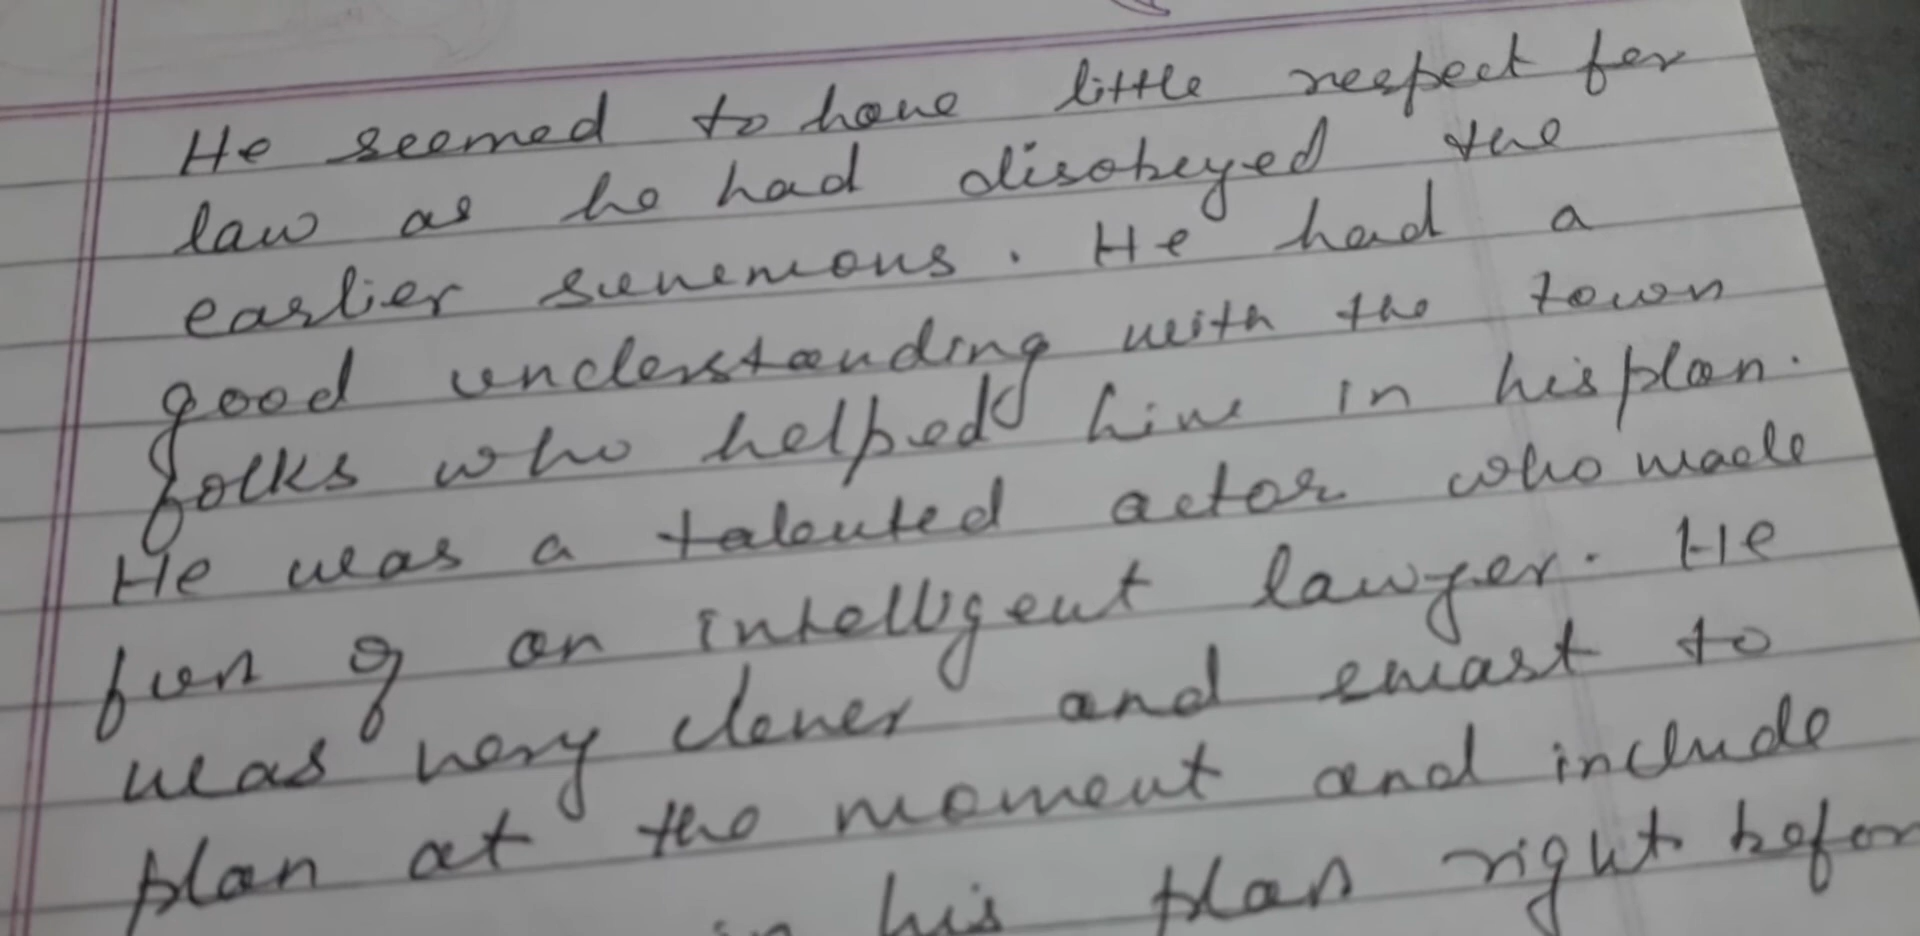 He seemed to have little respect for
law as he had disobeyed the
earlier summons. He had a
good understanding with the town
folks who helped him in his plan.
He was a talented actor who made
fun of an intelligent lawyer. He
was very clever and smart to
plan at the moment and include
in his plan right befor